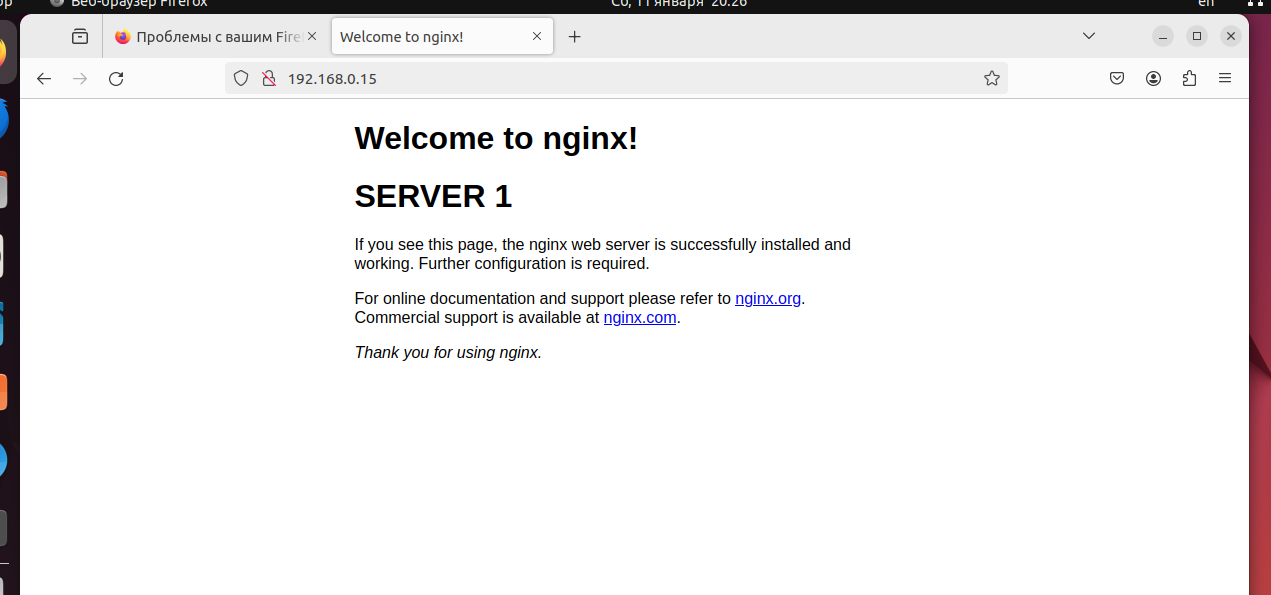 Веб-браузер Firefox
Сб, 11 января 20:26
en
Проблемы с вашим Fire
Welcome to nginx!
192.168.0.15
Welcome to nginx!
SERVER 1
If you see this page, the nginx web server is successfully installed and
working. Further configuration is required.
For online documentation and support please refer to nginx.org.
Commercial support is available at nginx.com.
Thank you for using nginx.